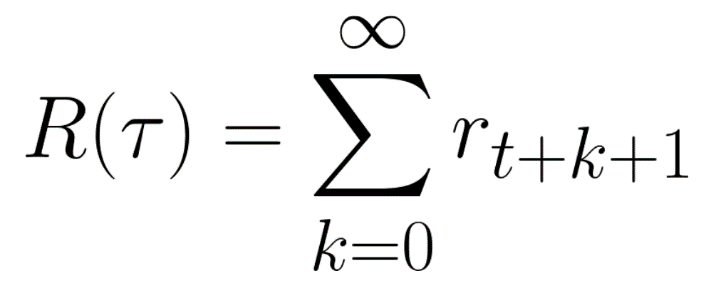 R(τ) = ∑_{k=0}^{∞} r_{t+k+1}